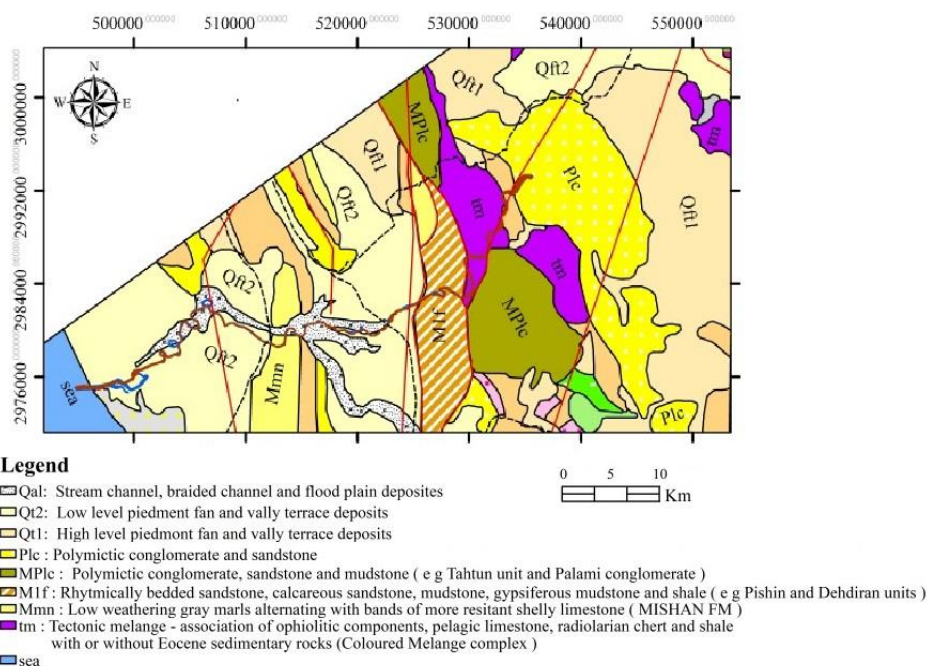 500000 510000 520000 530000 540000 550000
N
W E
S
3000000
2992000
2984000
2976000
Qft1
Qft2
MPlc
Qft1
Plc
tm
Qft2
tm
Qft1
tm
Qft2
MPlc
M1f
Qft2
Mmn
sea
Plc
Legend
0 5 10
Km
Qal: Stream channel, braided channel and flood plain deposites
Qt2: Low level piedment fan and vally terrace deposits
Qt1: High level piedmont fan and vally terrace deposits
Plc : Polymictic conglomerate and sandstone
MPlc : Polymictic conglomerate, sandstone and mudstone ( e g Tahtun unit and Palami conglomerate )
M1f : Rhytmically bedded sandstone, calcareous sandstone, mudstone, gypsiferous mudstone and shale ( e g Pishin and Dehdiran units )
Mmn : Low weathering gray marls alternating with bands of more resitant shelly limestone ( MISHAN FM )
tm : Tectonic melange - association of ophiolitic components, pelagic limestone, radiolarian chert and shale
with or without Eocene sedimentary rocks (Coloured Melange complex )
sea